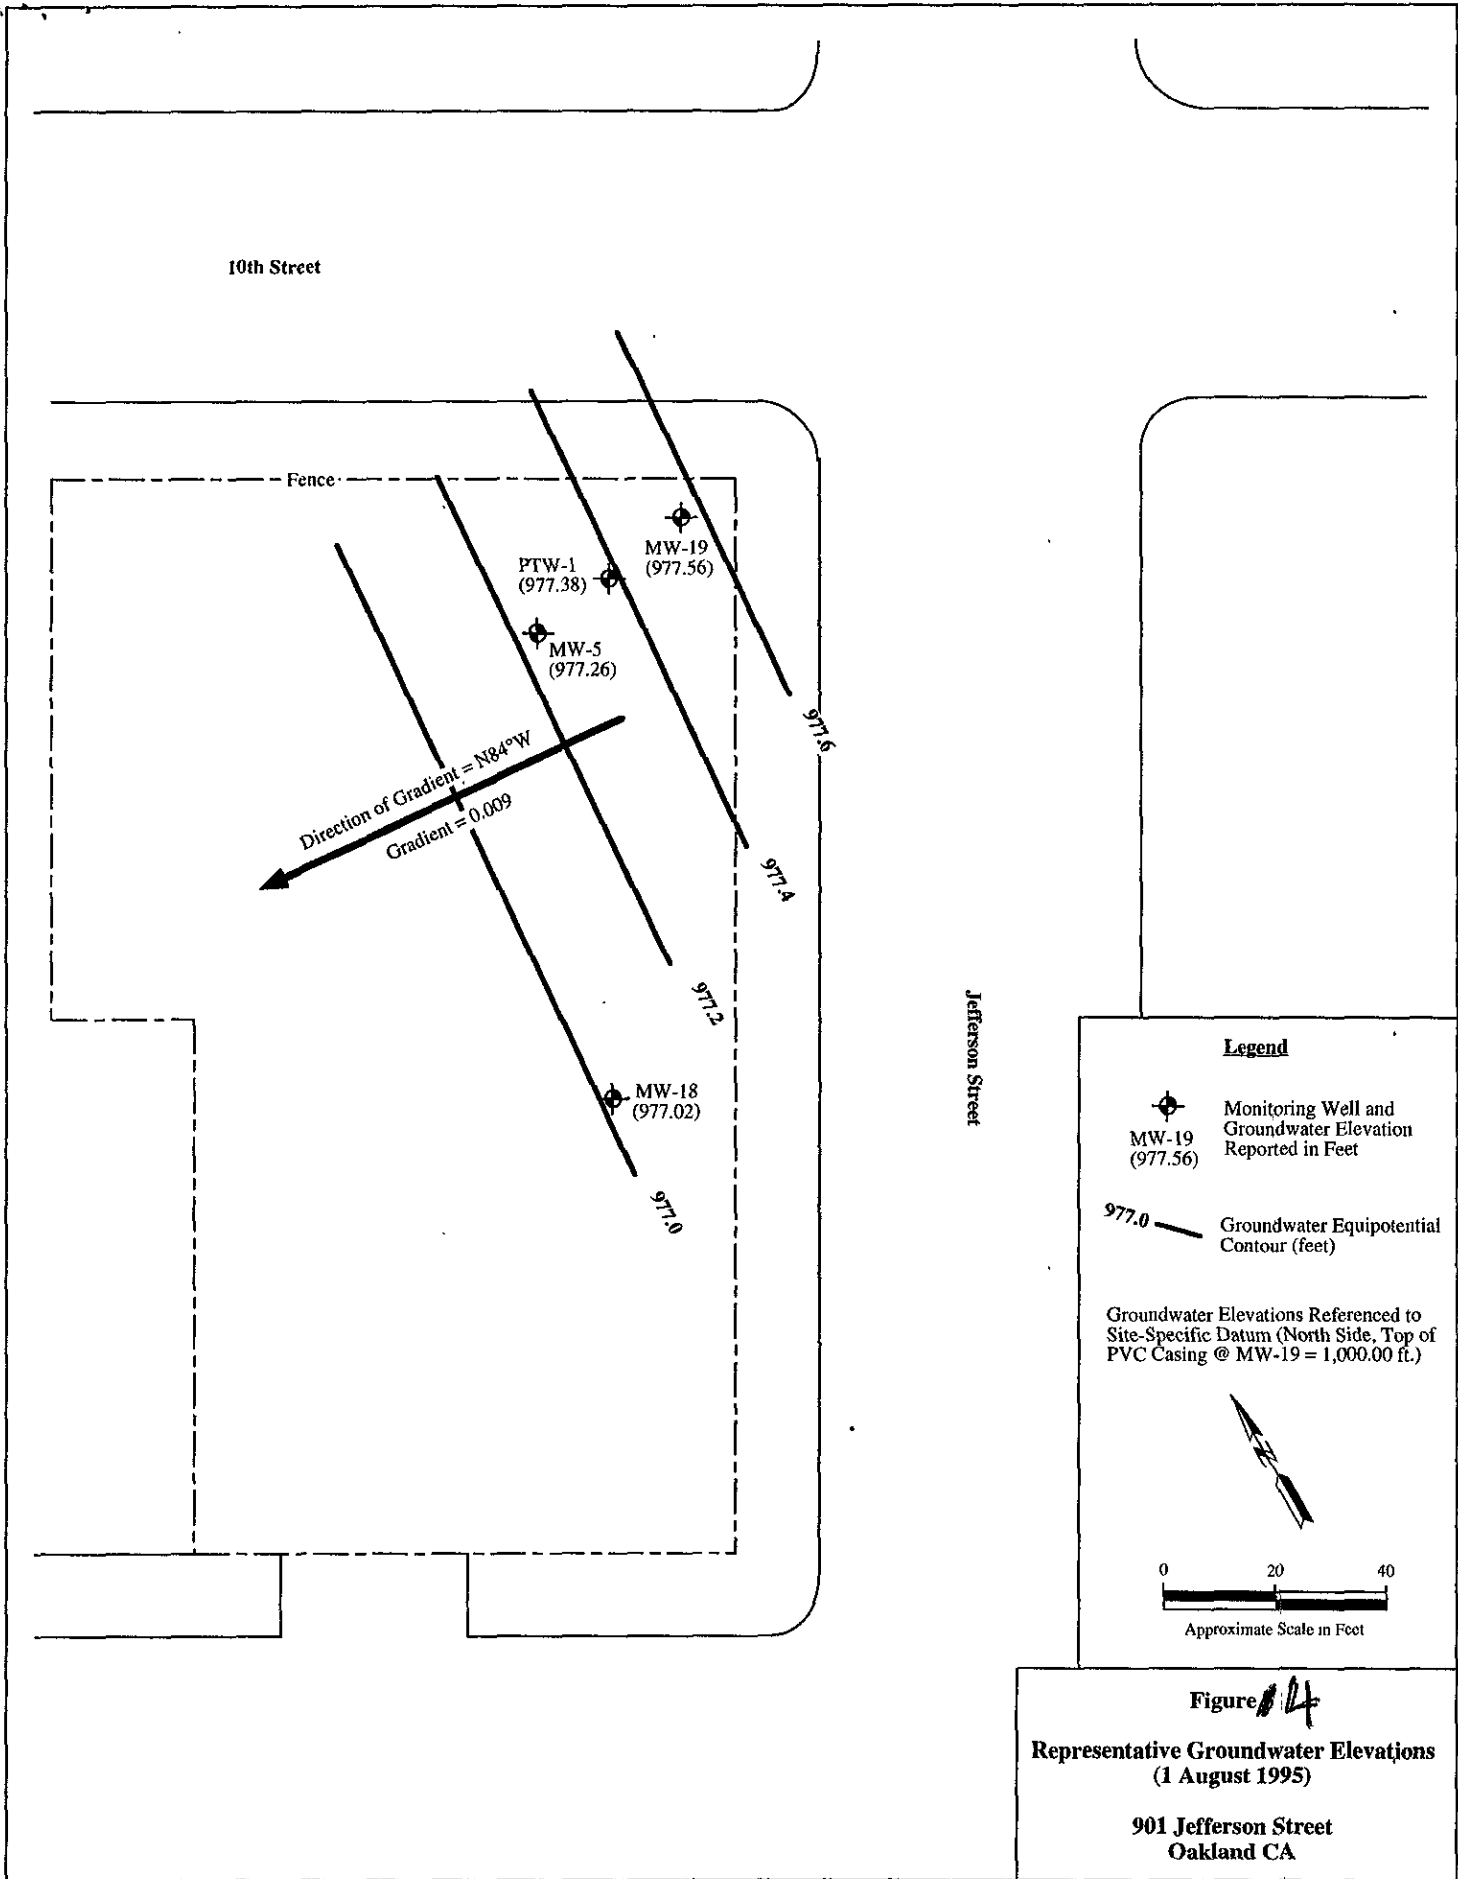 10th Street
Fence
MW-19
(977.56)
PTW-1
(977.38)
MW-5
(977.26)
977.6
Direction of Gradient = N84°W
Gradient = 0.009
977.4
977.2
Jefferson Street
MW-18
(977.02)
977.0
Legend
MW-19
(977.56)
Monitoring Well and
Groundwater Elevation
Reported in Feet
977.0
Groundwater Equipotential
Contour (feet)
Groundwater Elevations Referenced to
Site-Specific Datum (North Side, Top of
PVC Casing @ MW-19 = 1,000.00 ft.)
N
0 20 40
Approximate Scale in Feet
Figure 4
Representative Groundwater Elevations
(1 August 1995)
901 Jefferson Street
Oakland CA